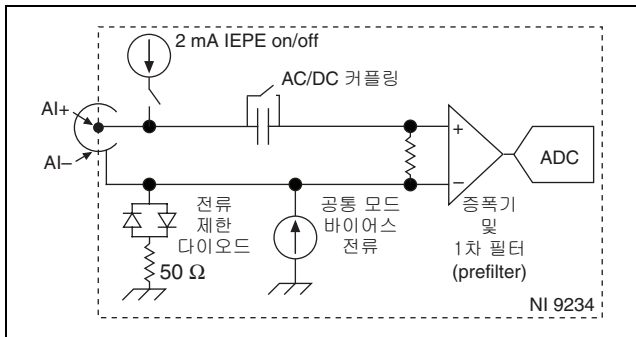 2 mA IEPE on/off
AC/DC 커플링
AI+
AI–
+
–
ADC
전류
제한
다이오드
50 Ω
공통 모드
바이어스
전류
증폭기
및
1차 필터
(prefilter)
NI 9234